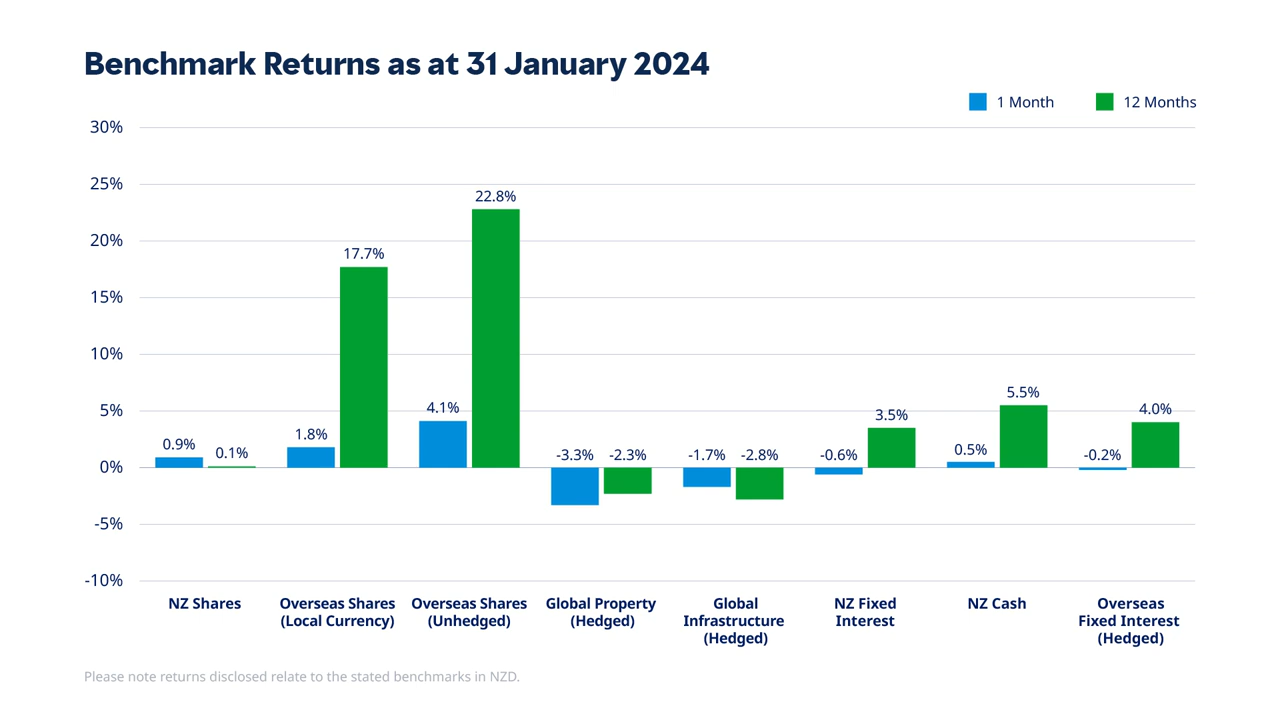 Benchmark Returns as at 31 January 2024
1 Month
12 Months
30%
25%
20%
15%
10%
5%
0%
-5%
-10%
0.9%
0.1%
1.8%
17.7%
4.1%
22.8%
-3.3%
-2.3%
-1.7%
-2.8%
-0.6%
3.5%
0.5%
5.5%
-0.2%
4.0%
NZ Shares
Overseas Shares
(Local Currency)
Overseas Shares
(Unhedged)
Global Property
(Hedged)
Global
Infrastructure
(Hedged)
NZ Fixed
Interest
NZ Cash
Overseas
Fixed Interest
(Hedged)
Please note returns disclosed relate to the stated benchmarks in NZD.